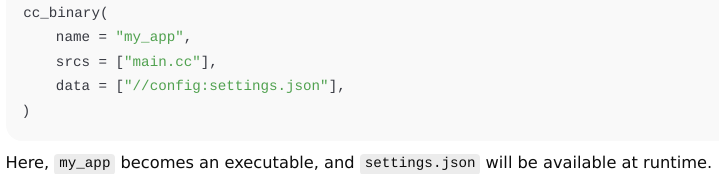 cc_binary(
    name = "my_app",
    srcs = ["main.cc"],
    data = ["//config:settings.json"],
)
Here, my_app becomes an executable, and settings.json will be available at runtime.